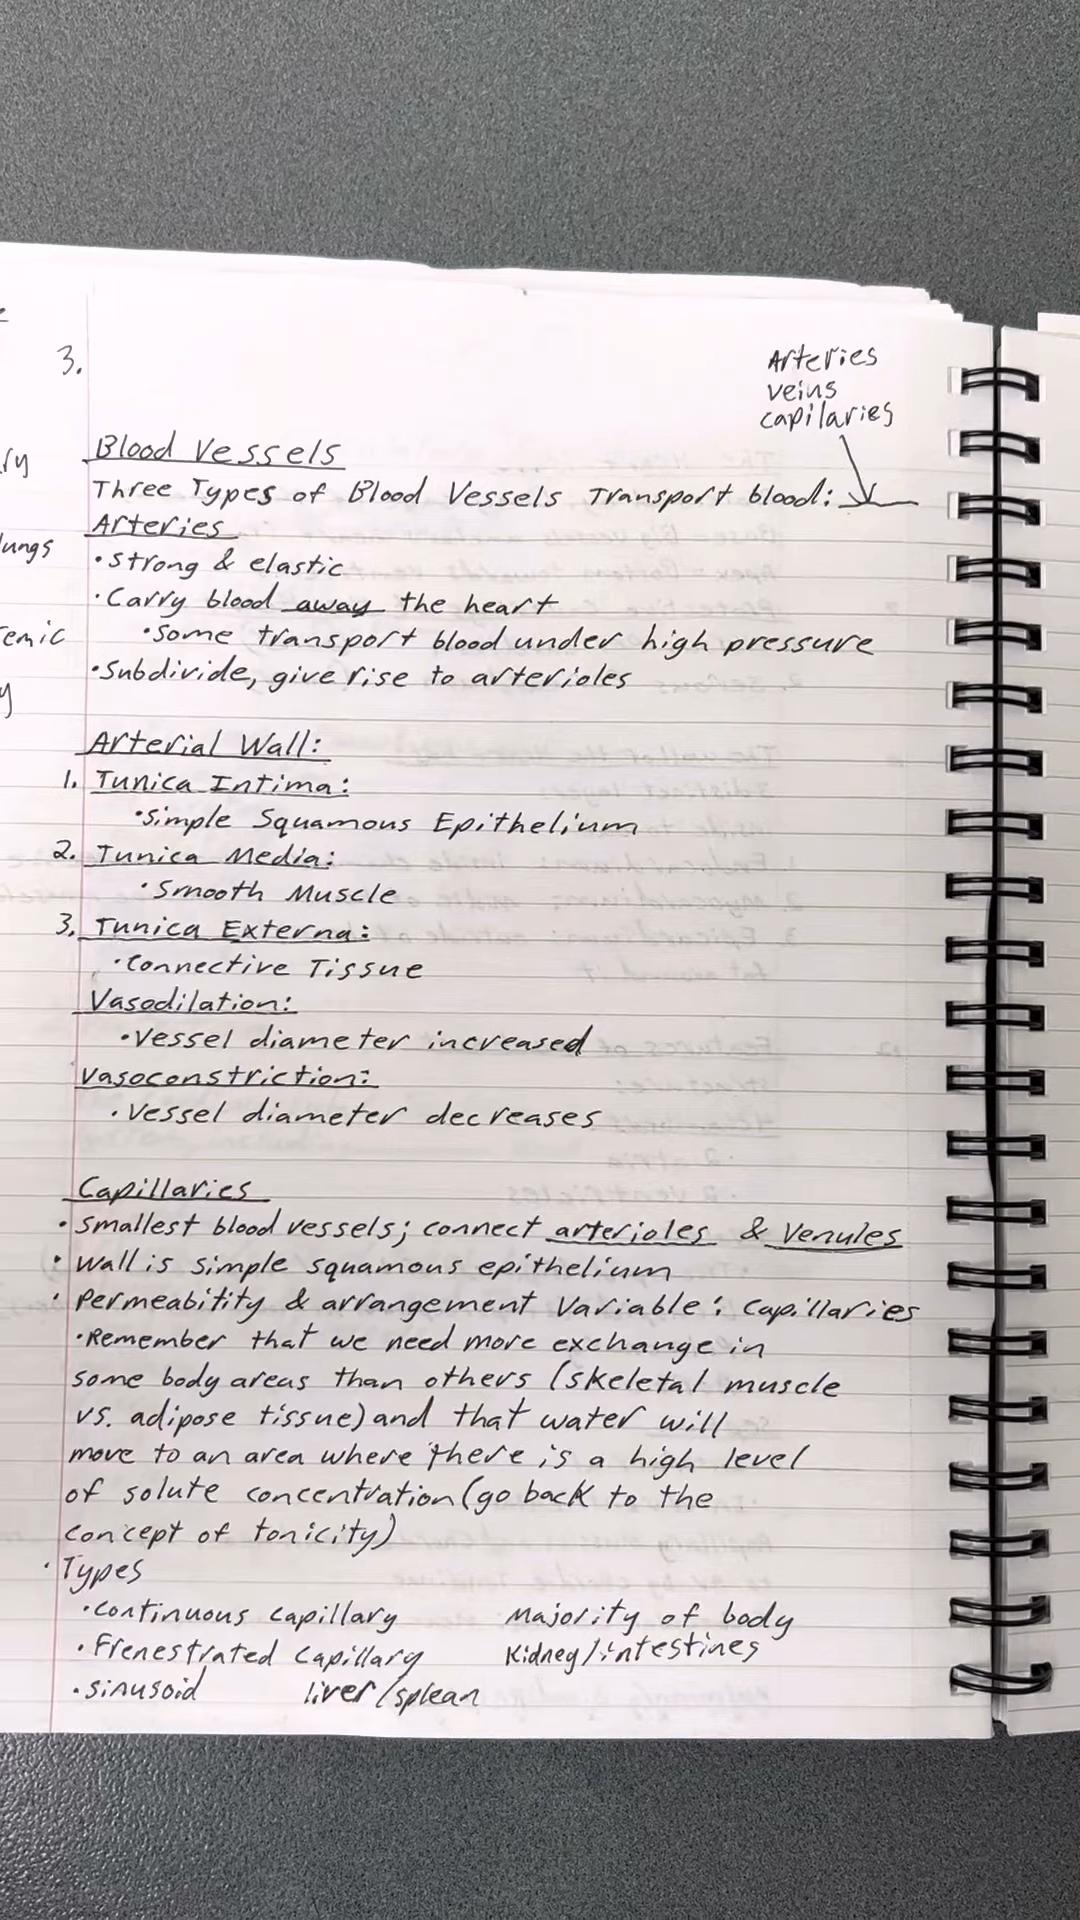 3.
Arteries
veins
capilaries
Blood Vessels
Three Types of Blood Vessels Transport blood:
Arteries
•Strong & elastic
•Carry blood away the heart
•Some transport blood under high pressure
•Subdivide, give rise to arterioles
Arterial Wall:
1. Tunica Intima:
•Simple Squamous Epithelium
2. Tunica Media:
•Smooth Muscle
3. Tunica Externa:
•Connective Tissue
Vasodilation:
•Vessel diameter increased
Vasoconstriction:
•Vessel diameter decreases
Capillaries
•Smallest blood vessels; connect arterioles & Venules
•Wall is simple squamous epithelium
•Permeabitity & arrangement Variable: Capillaries
•Remember that we need more exchange in
some body areas than others (skeletal muscle
vs. adipose tissue) and that water will
move to an area where there is a high level
of solute concentration (go back to the
concept of tonicity)
•Types
•Continuous Capillary Majority of body
•Frenestrated Capillary Kidney/intestines
•Sinusoid liver/splean
lungs